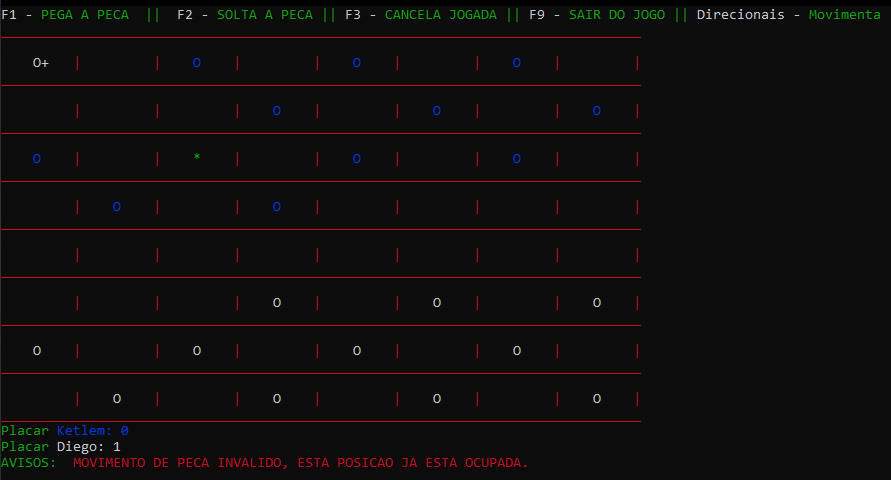 F1 - PEGA A PECA || F2 - SOLTA A PECA || F3 - CANCELA JOGADA || F9 - SAIR DO JOGO || Direcionais - Movimenta
O+ | | O | | O | | O | |
| | | O | | O | | O |
O | | * | | O | | O | |
| O | | O | | | | |
| | | | | | | |
| | | O | | O | | O |
O | | O | | O | | O | |
| O | | O | | O | | O |
Placar Ketlem: 0
Placar Diego: 1
AVISOS: MOVIMENTO DE PECA INVALIDO, ESTA POSICAO JA ESTA OCUPADA.